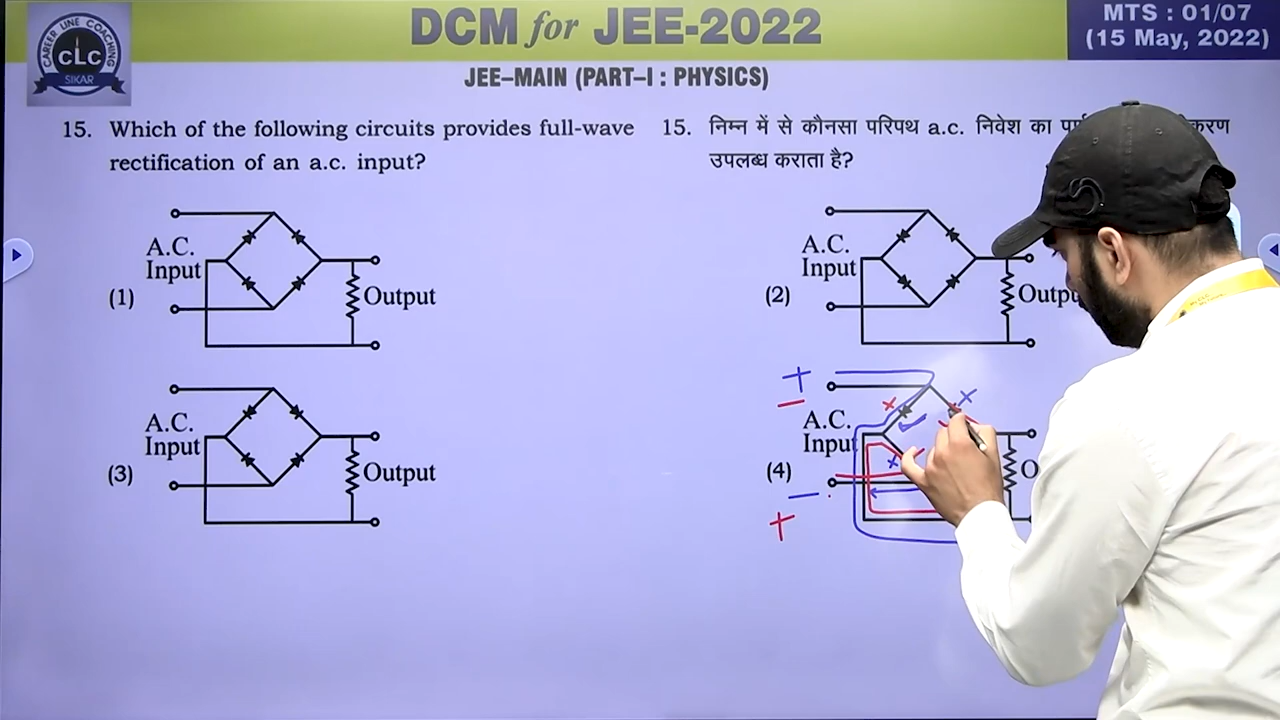 CAREER LINE COACHING
CLC
SIKAR
DCM for JEE-2022
MTS : 01/07
(15 May, 2022)
JEE–MAIN (PART–I : PHYSICS)
15. Which of the following circuits provides full-wave
rectification of an a.c. input?
15. निम्न में से कौनसा परिपथ a.c. निवेश का
उपलब्ध कराता है?
A.C.
Input
(1)
Output
A.C.
Input
(2)
A.C.
Input
(3)
Output
A.C.
Input
(4)